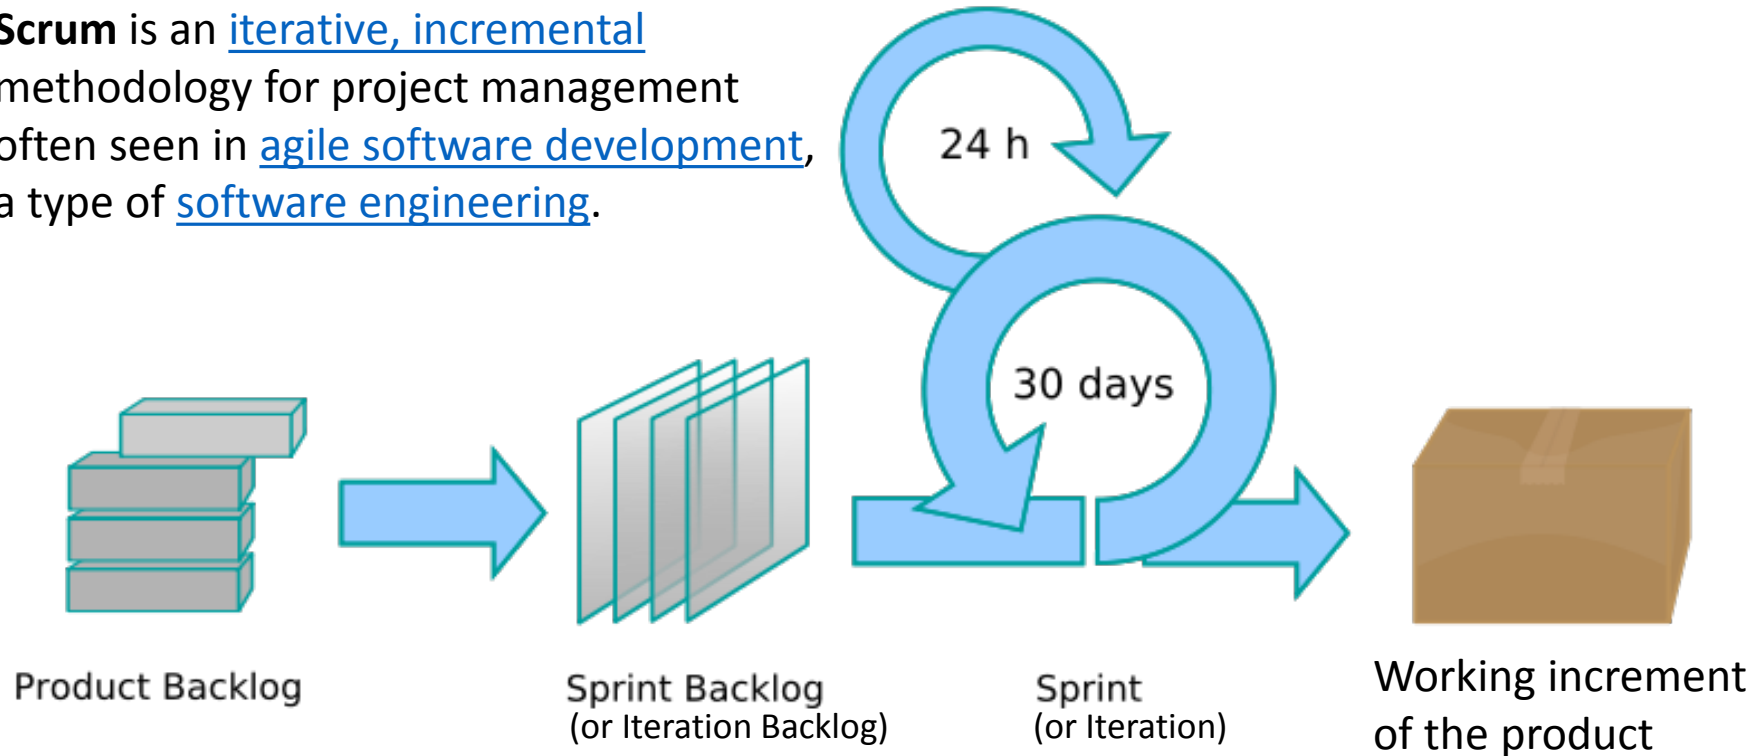 Scrum is an iterative, incremental
methodology for project management
often seen in agile software development,
a type of software engineering.
24 h
30 days
Product Backlog
Sprint Backlog
(or Iteration Backlog)
Sprint
(or Iteration)
Working increment
of the product